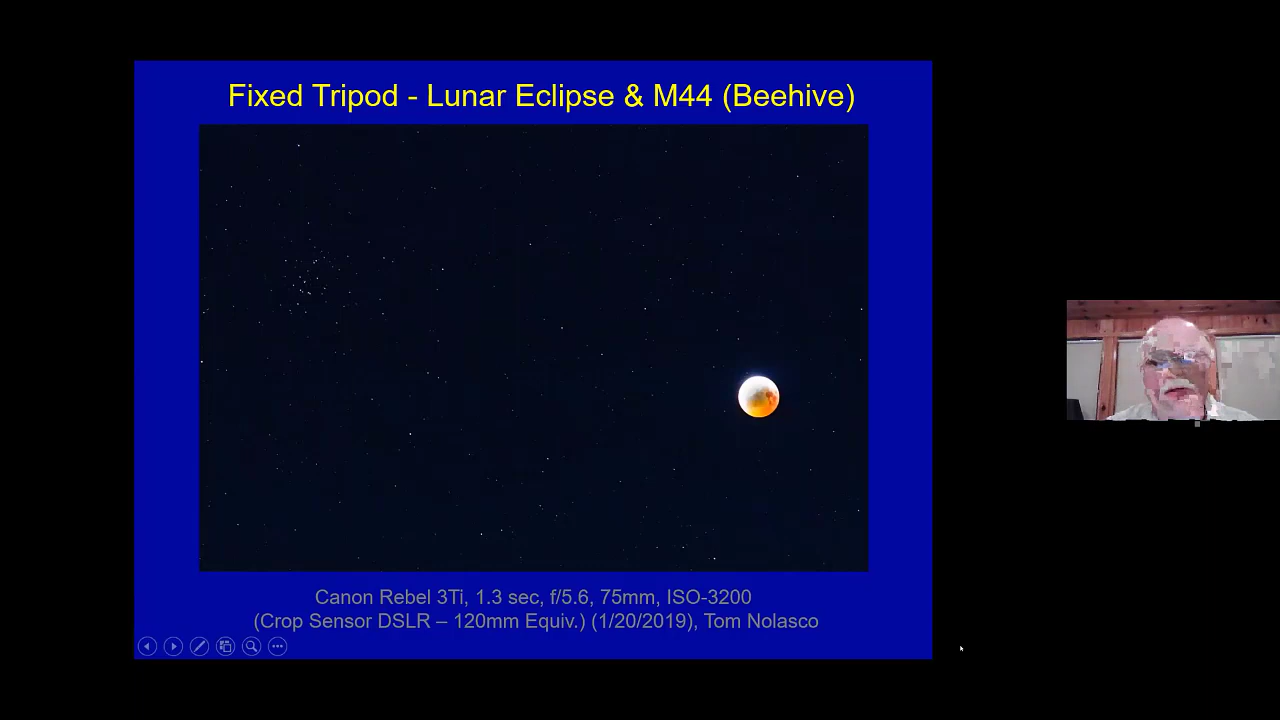 Fixed Tripod - Lunar Eclipse & M44 (Beehive)
Canon Rebel 3Ti, 1.3 sec, f/5.6, 75mm, ISO-3200
(Crop Sensor DSLR – 120mm Equiv.) (1/20/2019), Tom Nolasco